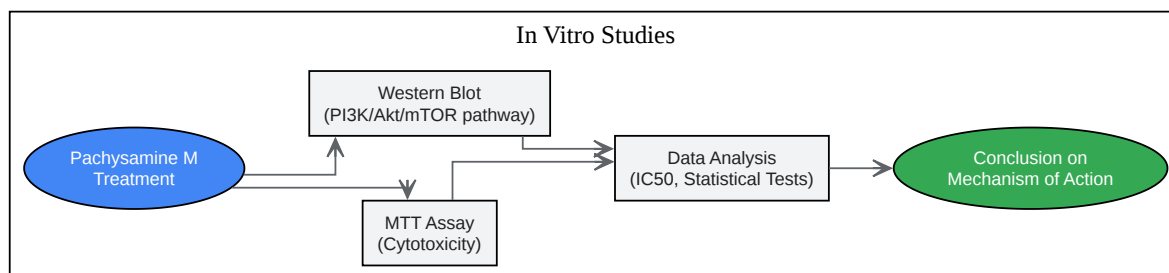 In Vitro Studies
Western Blot
(PI3K/Akt/mTOR pathway)
Pachysamine M
Treatment
Data Analysis
(IC50, Statistical Tests)
Conclusion on
Mechanism of Action
MTT Assay
(Cytotoxicity)